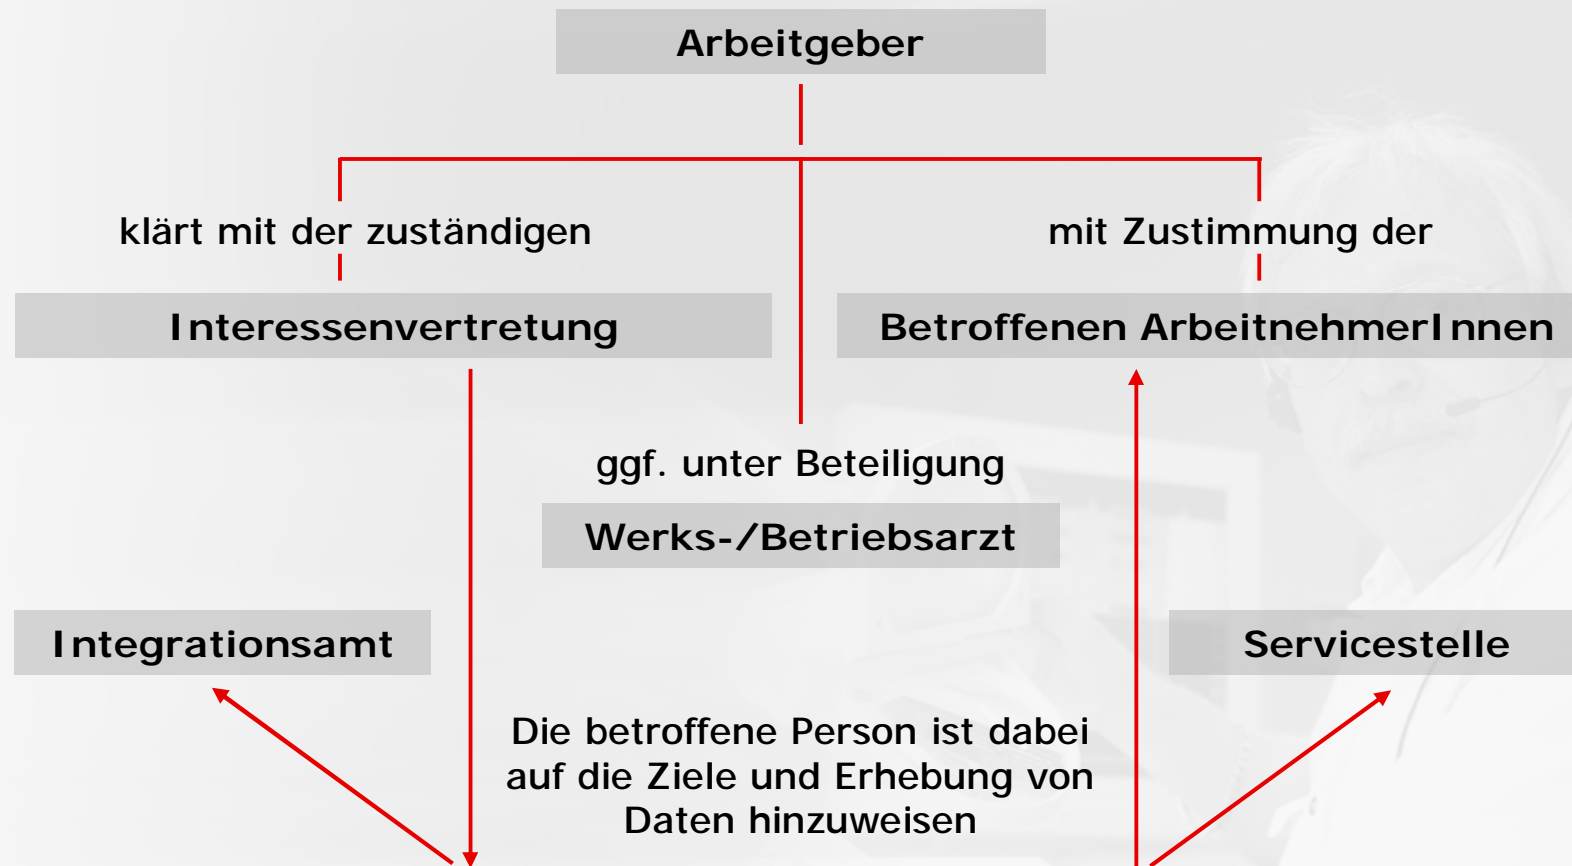 Arbeitgeber
klärt mit der zuständigen
mit Zustimmung der
Interessenvertretung
Betroffenen ArbeitnehmerInnen
ggf. unter Beteiligung
Werks-/Betriebsarzt
Integrationsamt
Servicestelle
Die betroffene Person ist dabei
auf die Ziele und Erhebung von
Daten hinzuweisen